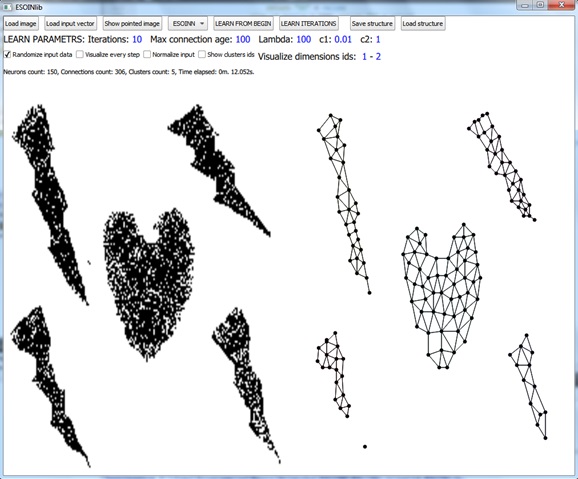 ESOINlib
Load image Load input vector Show pointed image ESOINN LEARN FROM BEGIN LEARN ITERATIONS Save structure Load structure
LEARN PARAMETRS: Iterations: 10 Max connection age: 100 Lambda: 100 c1: 0.01 c2: 1
Randomize input data Visualize every step Normalize input Show clusters ids Visualize dimensions ids: 1 - 2
Neurons count: 150, Connections count: 306, Clusters count: 5, Time elapsed: 0m. 12.052s.